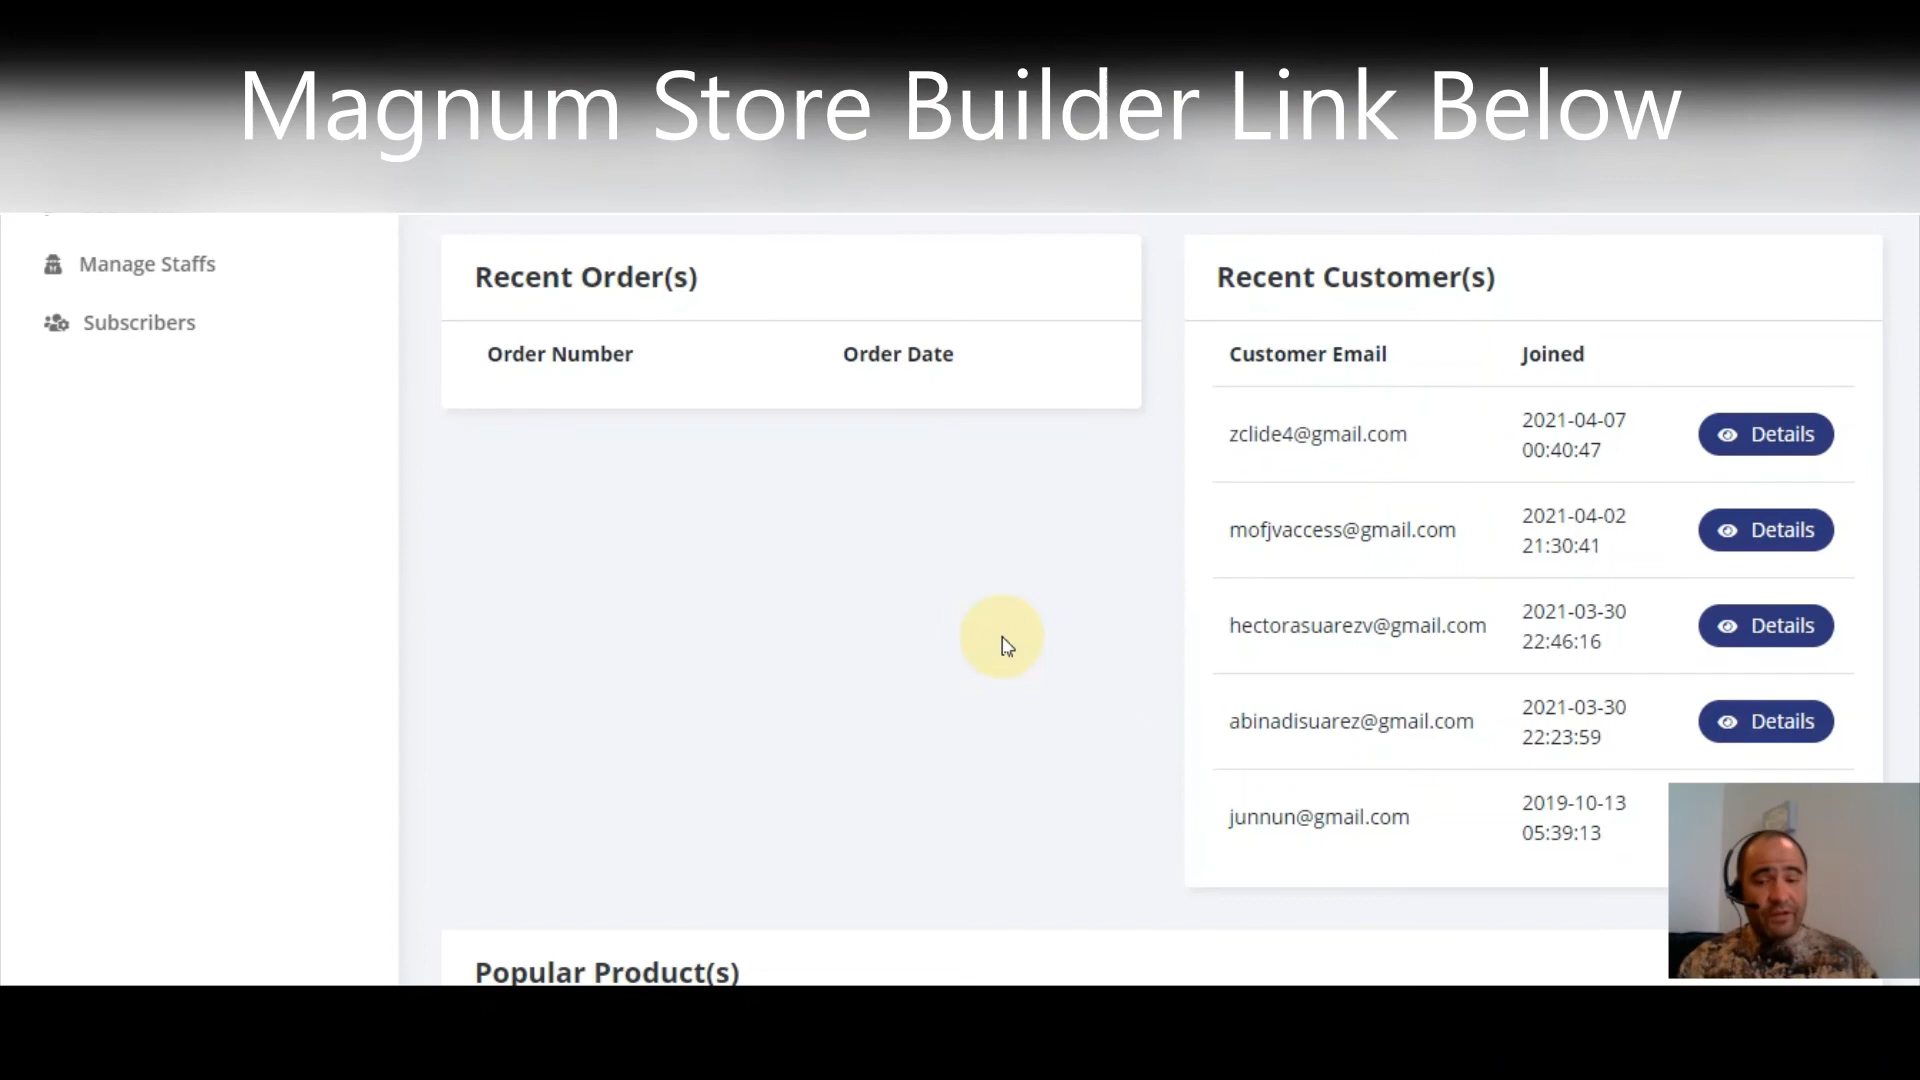 Magnum Store Builder Link Below
Manage Staffs
Subscribers
Recent Order(s)
Order Number Order Date
Recent Customer(s)
Customer Email Joined
zclide4@gmail.com 2021-04-07 00:40:47 Details
mofjvaccess@gmail.com 2021-04-02 21:30:41 Details
hectorasuarezv@gmail.com 2021-03-30 22:46:16 Details
abinadisuarez@gmail.com 2021-03-30 22:23:59 Details
junnun@gmail.com 2019-10-13 05:39:13
Popular Product(s)